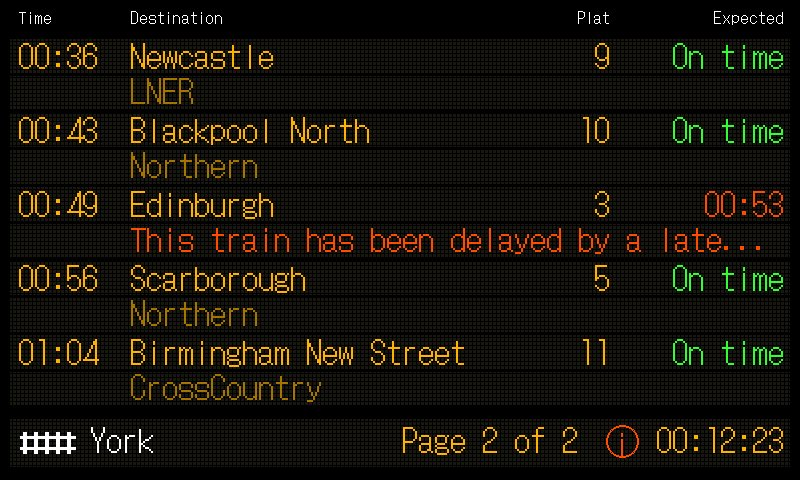 Time Destination Plat Expected
00:36 Newcastle 9 On time
LNER
00:43 Blackpool North 10 On time
Northern
00:49 Edinburgh 3 00:53
This train has been delayed by a late...
00:56 Scarborough 5 On time
Northern
01:04 Birmingham New Street 11 On time
CrossCountry
York Page 2 of 2 i 00:12:23